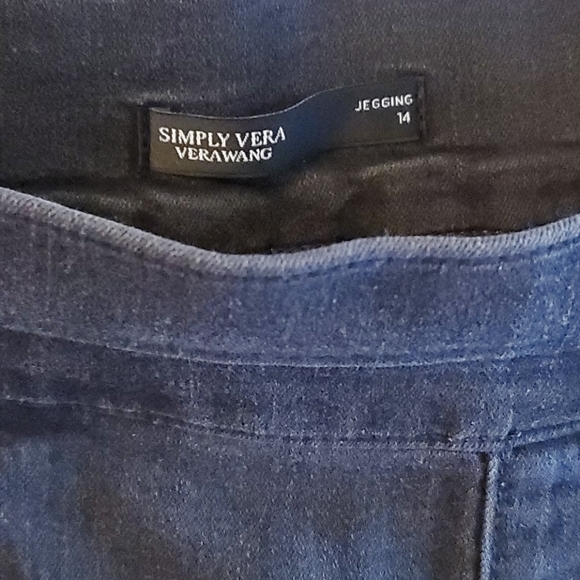 SIMPLY VERA
VERAWANG
JEGGING
14